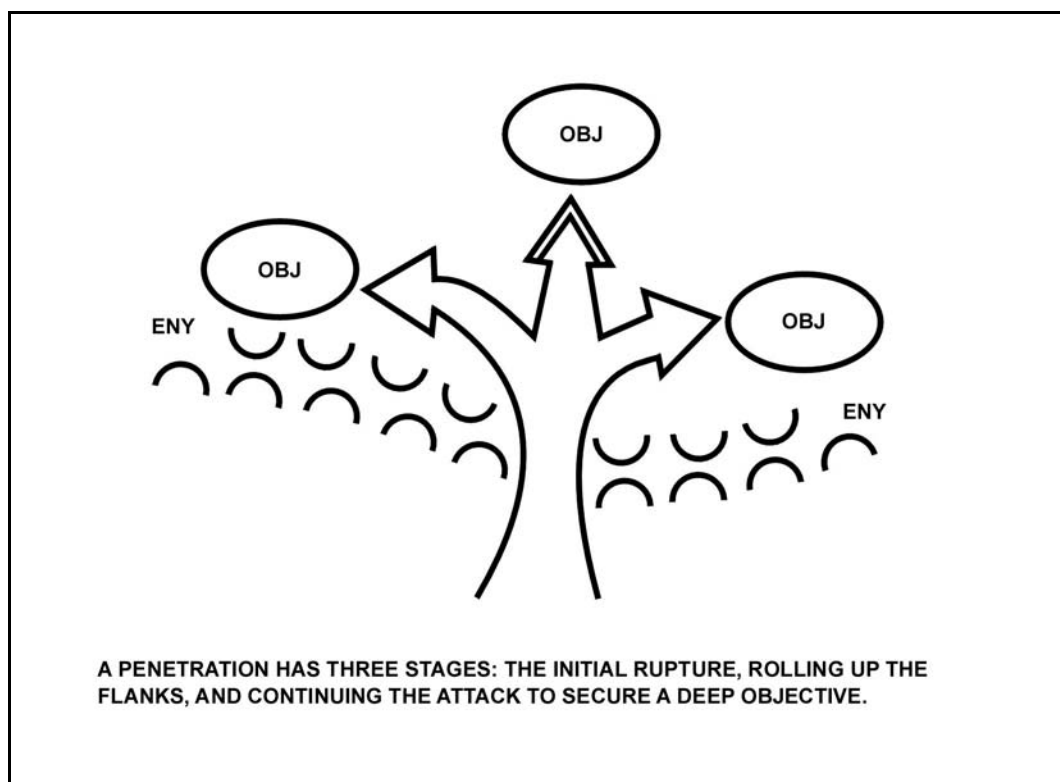 OBJ
OBJ
OBJ
ENY
ENY
A PENETRATION HAS THREE STAGES: THE INITIAL RUPTURE, ROLLING UP THE
FLANKS, AND CONTINUING THE ATTACK TO SECURE A DEEP OBJECTIVE.